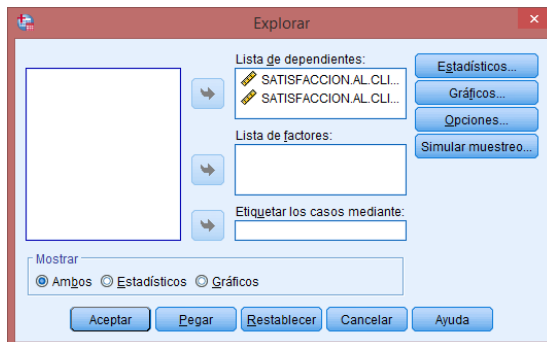 Explorar
Lista de dependientes:
SATISFACCION.AL.CLI...
SATISFACCION.AL.CLI...
Lista de factores:
Etiquetar los casos mediante:
Estadísticos...
Gráficos...
Opciones...
Simular muestreo...
Mostrar
Ambos Estadísticos Gráficos
Aceptar Pegar Restablecer Cancelar Ayuda